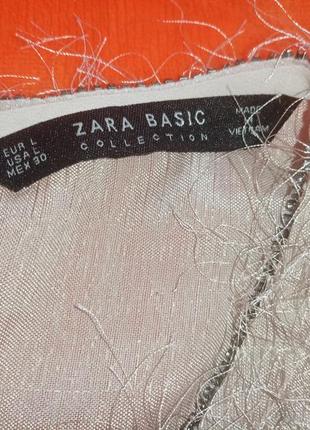 EUR L
USA L
MEX 30
ZARA BASIC
COLLECTION
MADE
IN
VIETNAM